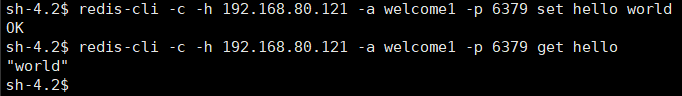 sh-4.2$ redis-cli -c -h 192.168.80.121 -a welcome1 -p 6379 set hello world
OK
sh-4.2$ redis-cli -c -h 192.168.80.121 -a welcome1 -p 6379 get hello
"world"
sh-4.2$